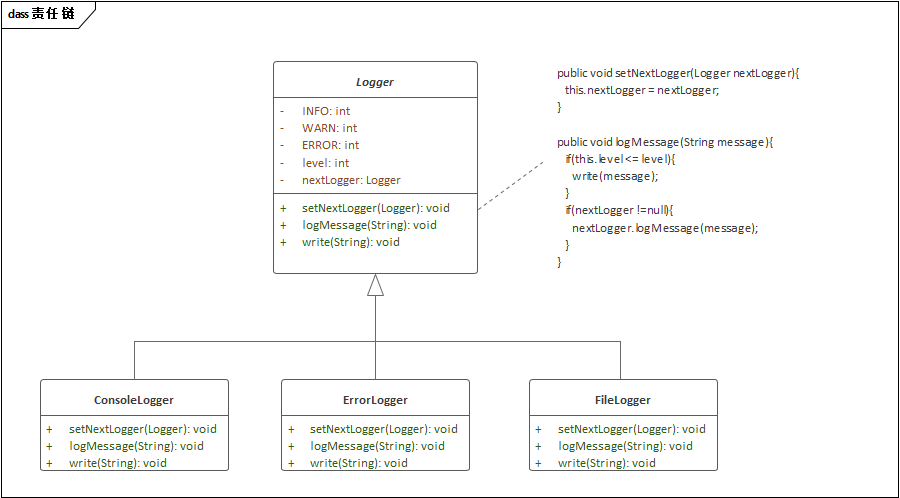 class 责任链
Logger
- INFO: int
- WARN: int
- ERROR: int
- level: int
- nextLogger: Logger
+ setNextLogger(Logger): void
+ logMessage(String): void
+ write(String): void
public void setNextLogger(Logger nextLogger){
this.nextLogger = nextLogger;
}
public void logMessage(String message){
if(this.level <= level){
write(message);
}
if(nextLogger !=null){
nextLogger.logMessage(message);
}
}
ConsoleLogger
+ setNextLogger(Logger): void
+ logMessage(String): void
+ write(String): void
ErrorLogger
+ setNextLogger(Logger): void
+ logMessage(String): void
+ write(String): void
FileLogger
+ setNextLogger(Logger): void
+ logMessage(String): void
+ write(String): void